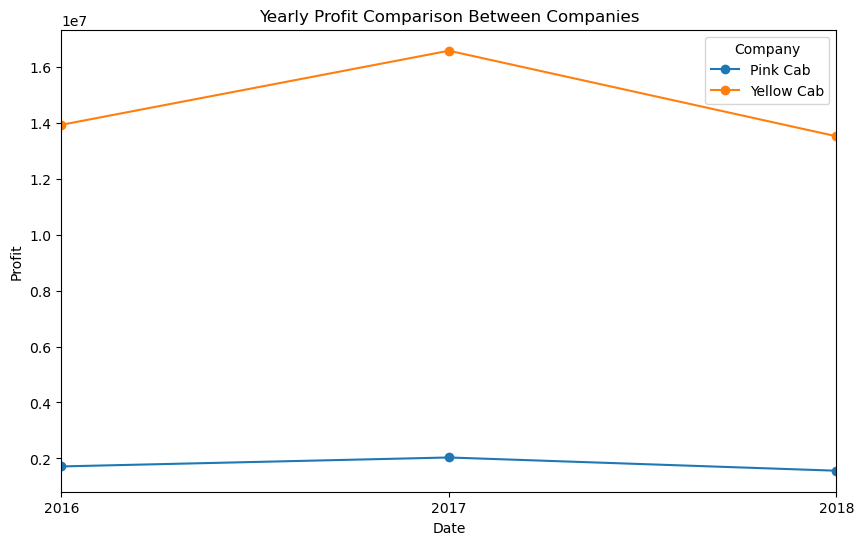 Yearly Profit Comparison Between Companies
1e7
Company
Pink Cab
Yellow Cab
1.6
1.4
1.2
1.0
0.8
0.6
0.4
0.2
Profit
2016 2017 2018
Date